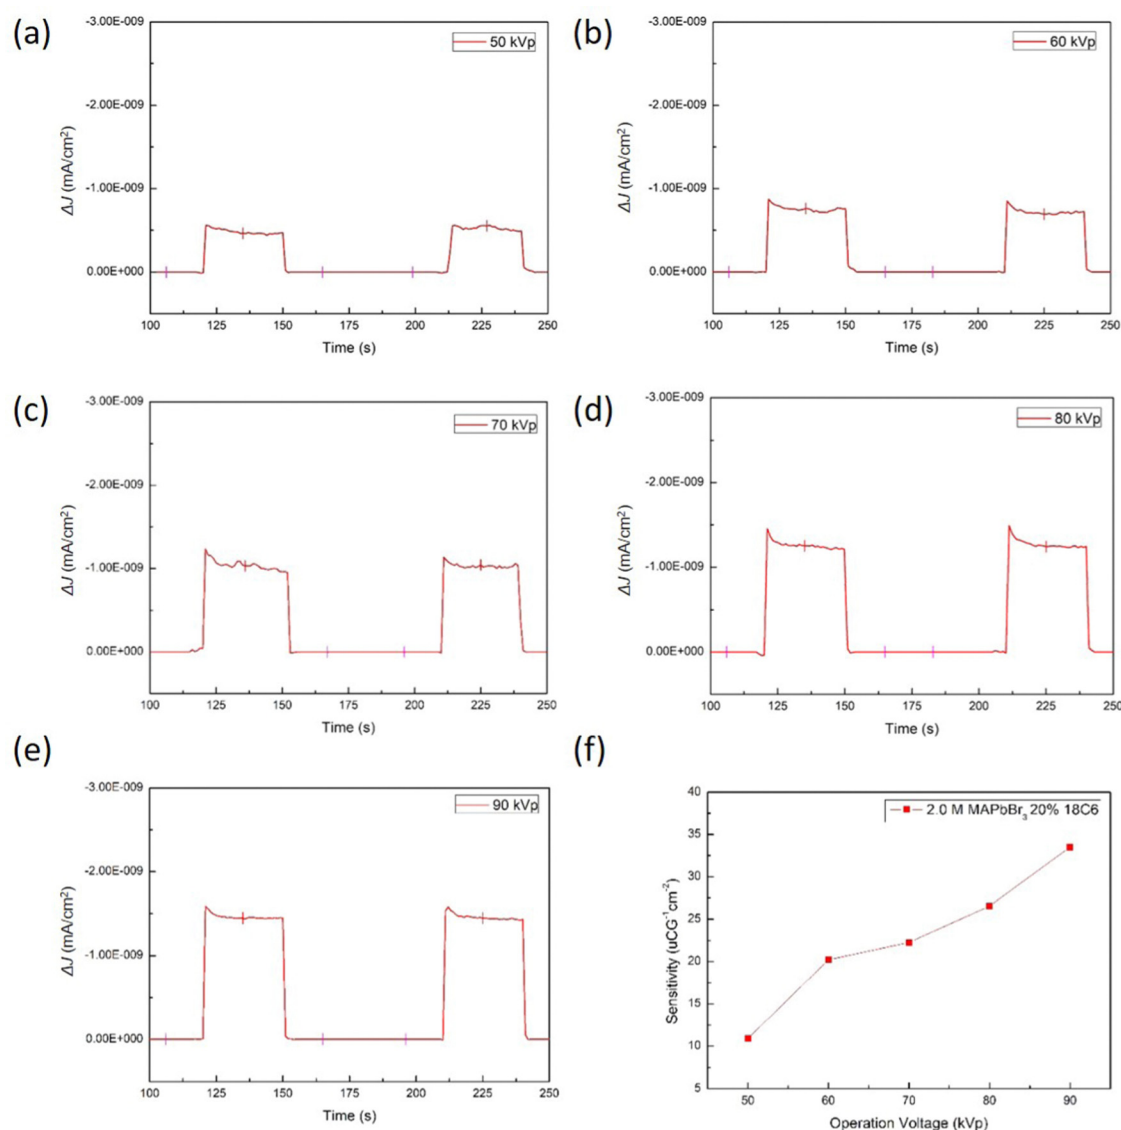 (a)
50 kVp
-3.00E-009
-2.00E-009
-1.00E-009
0.00E+000
ΔJ (mA/cm²)
100 125 150 175 200 225 250
Time (s)
(b)
60 kVp
-3.00E-009
-2.00E-009
-1.00E-009
0.00E+000
ΔJ (mA/cm²)
100 125 150 175 200 225 250
Time (s)
(c)
70 kVp
-3.00E-009
-2.00E-009
-1.00E-009
0.00E+000
ΔJ (mA/cm²)
100 125 150 175 200 225 250
Time (s)
(d)
80 kVp
-3.00E-009
-2.00E-009
-1.00E-009
0.00E+000
ΔJ (mA/cm²)
100 125 150 175 200 225 250
Time (s)
(e)
90 kVp
-3.00E-009
-2.00E-009
-1.00E-009
0.00E+000
ΔJ (mA/cm²)
100 125 150 175 200 225 250
Time (s)
(f)
2.0 M MAPbBr₃ 20% 18C6
40
35
30
25
20
15
10
5
Sensitivity (uCG⁻¹cm⁻²)
50 60 70 80 90
Operation Voltage (kVp)